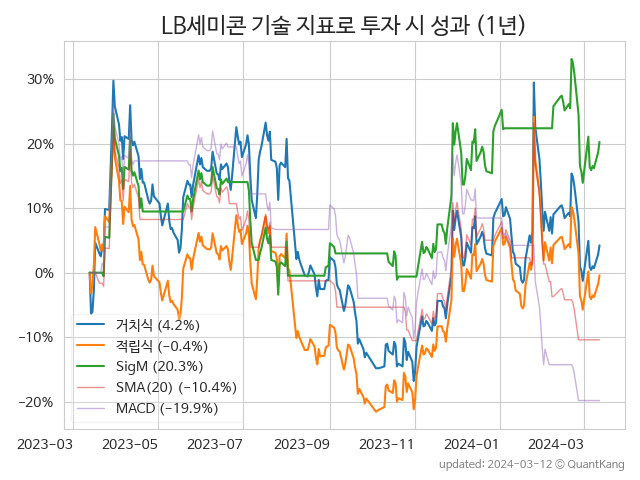 LB세미콘 기술 지표로 투자 시 성과 (1년)
30%
20%
10%
0%
−10%
−20%
거치식 (4.2%)
적립식 (−0.4%)
SigM (20.3%)
SMA(20) (−10.4%)
MACD (−19.9%)
2023-03
2023-05
2023-07
2023-09
2023-11
2024-01
2024-03
updated: 2024-03-12 © QuantKang